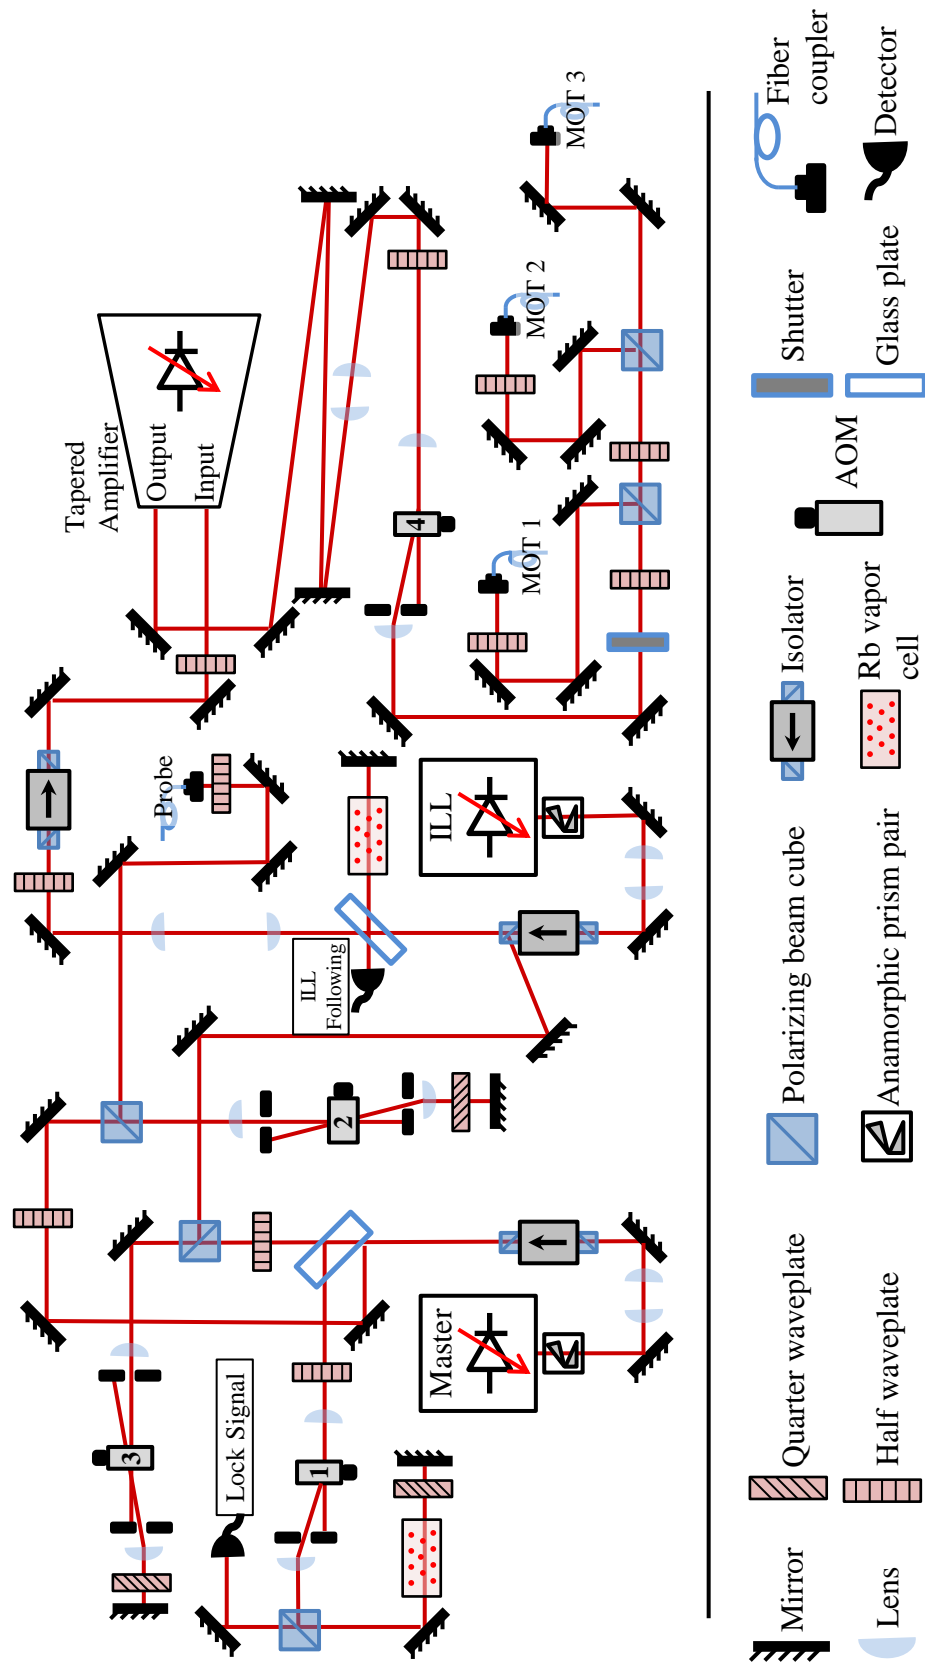 Tapered
Amplifier
Output
Input
MOT 3
MOT 2
MOT 1
Probe
ILL
Following
ILL
Master
Lock Signal
1
2
3
4
Mirror
Quarter waveplate
Polarizing beam cube
Isolator
AOM
Shutter
Fiber
coupler
Lens
Half waveplate
Anamorphic prism pair
Rb vapor
cell
Glass plate
Detector